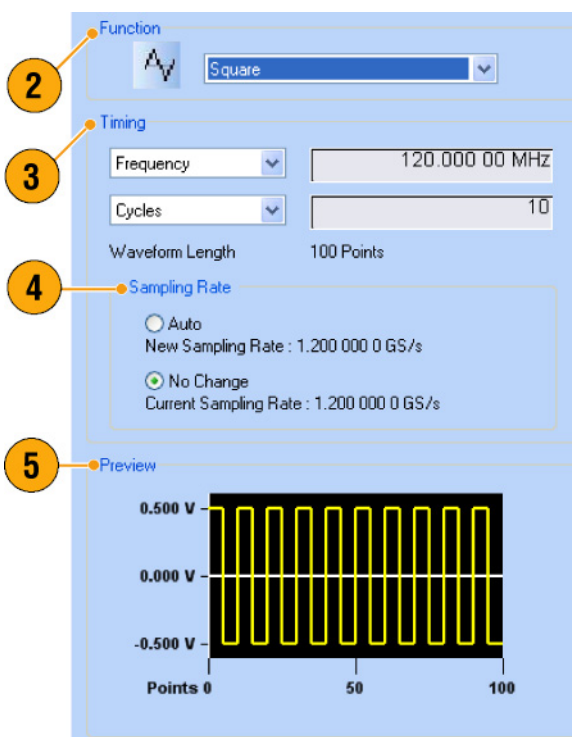 Function
2
Square
Timing
3
Frequency 120.000 00 MHz
Cycles 10
Waveform Length 100 Points
4
Sampling Rate
Auto
New Sampling Rate : 1.200 000 0 GS/s
No Change
Current Sampling Rate : 1.200 000 0 GS/s
5
Preview
0.500 V
0.000 V
-0.500 V
Points 0 50 100